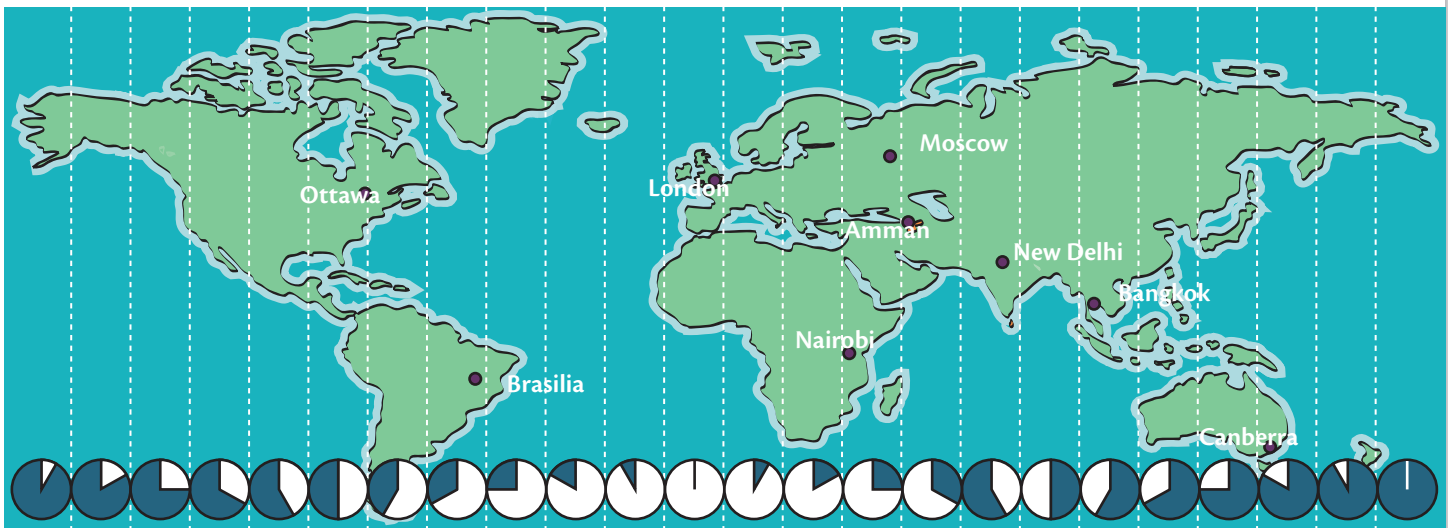 Moscow
London
Ottawa
Amman
New Delhi
Bangkok
Nairobi
Brasilia
Canberra